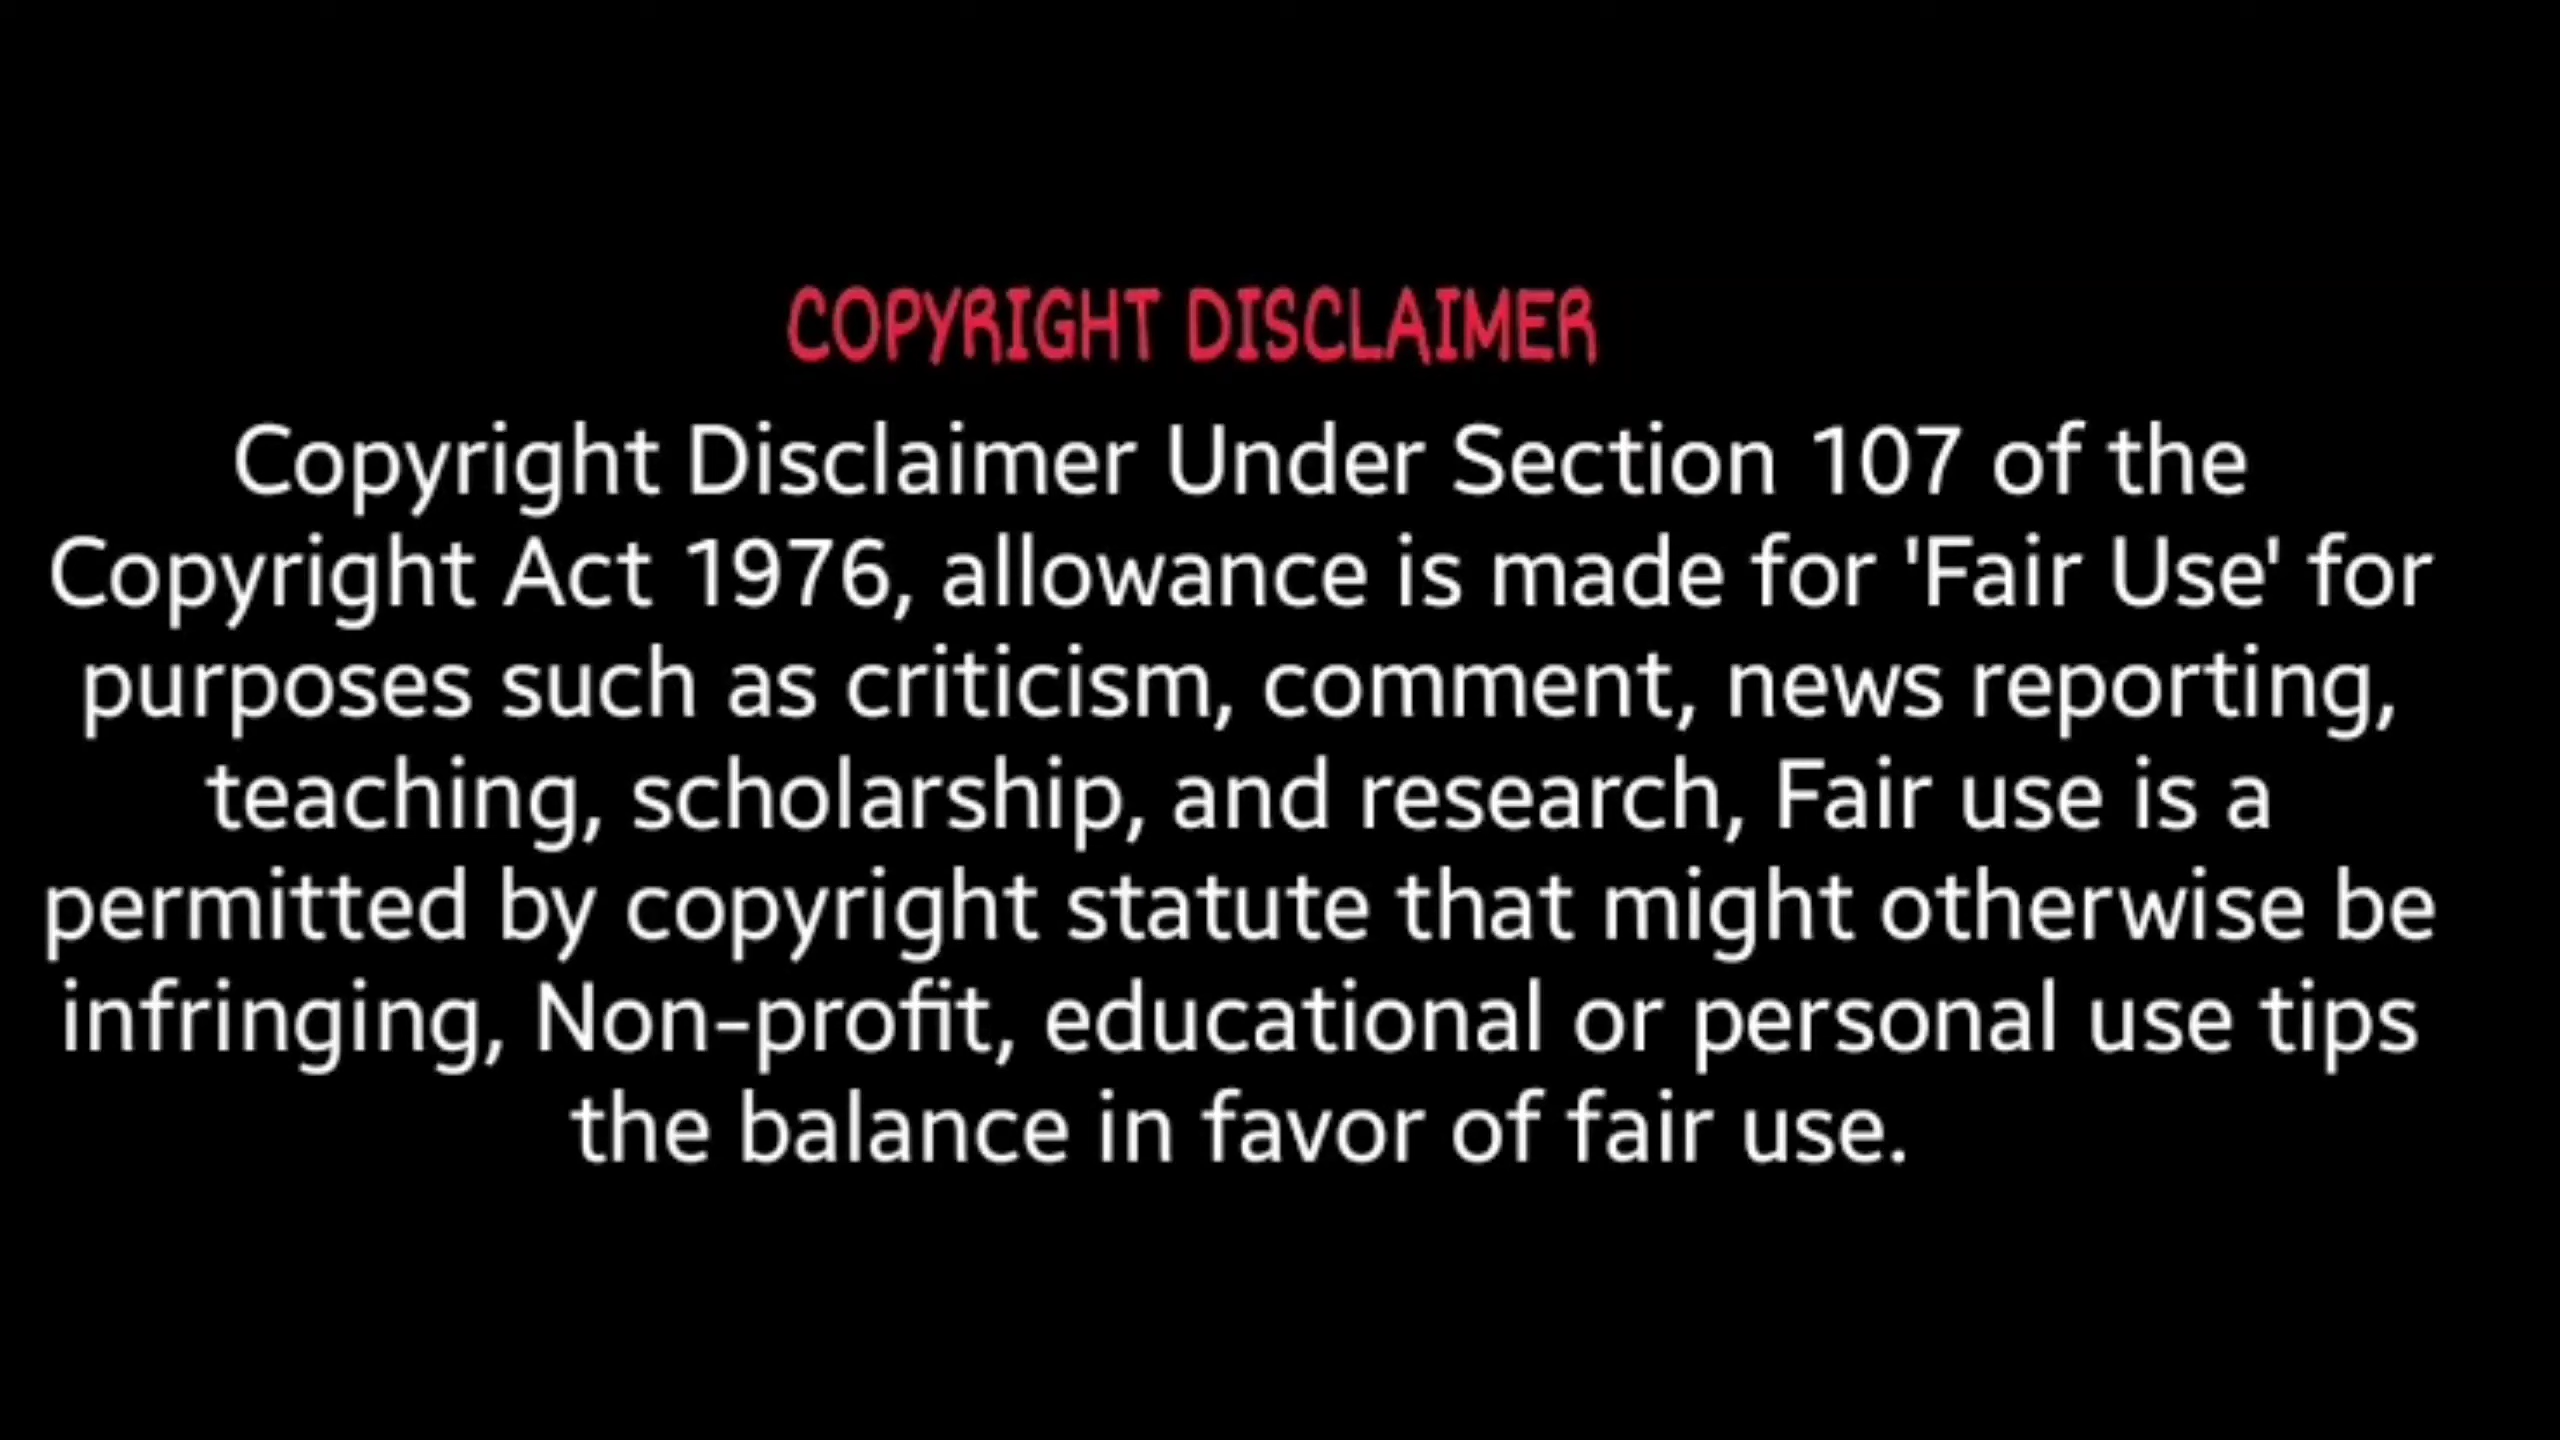 COPYRIGHT DISCLAIMER
Copyright Disclaimer Under Section 107 of the
Copyright Act 1976, allowance is made for 'Fair Use' for
purposes such as criticism, comment, news reporting,
teaching, scholarship, and research, Fair use is a
permitted by copyright statute that might otherwise be
infringing, Non-profit, educational or personal use tips
the balance in favor of fair use.